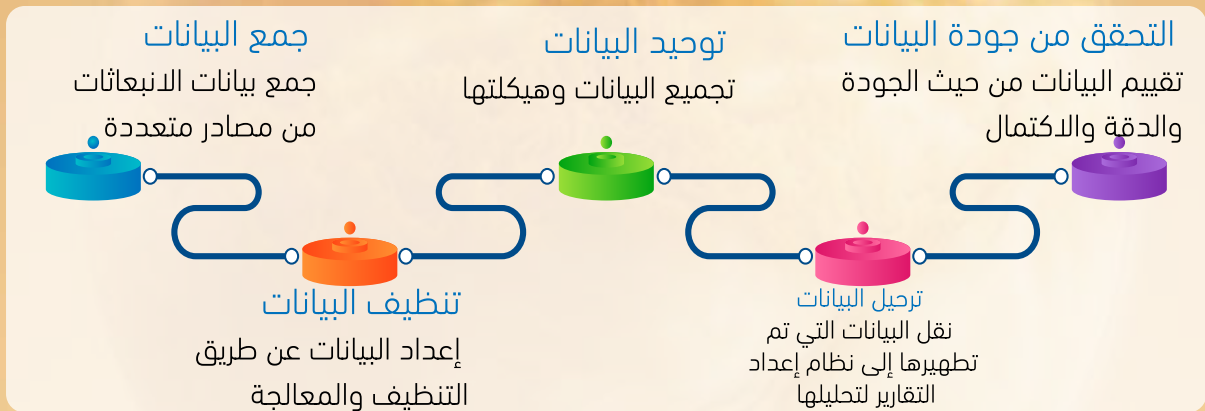 جمع البيانات
جمع بيانات الانبعاثات
من مصادر متعددة
تنظيف البيانات
إعداد البيانات عن طريق
التنظيف والمعالجة
توحيد البيانات
تجميع البيانات وهيكلتها
ترحيل البيانات
نقل البيانات التي تم
تطهيرها إلى نظام إعداد
التقارير لتحليلها
التحقق من جودة البيانات
تقييم البيانات من حيث الجودة
والدقة والاكتمال